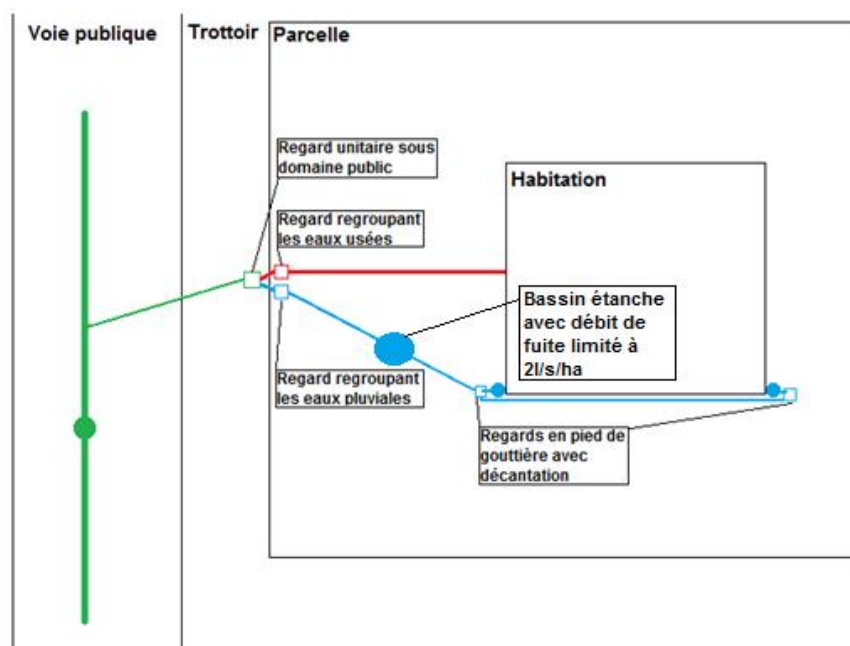 Voie publique
Trottoir
Parcelle
Regard unitaire sous
domaine public
Habitation
Regard regroupant
les eaux usées
Bassin étanche
avec débit de
fuite limité à
2l/s/ha
Regard regroupant
les eaux pluviales
Regards en pied de
gouttière avec
décantation